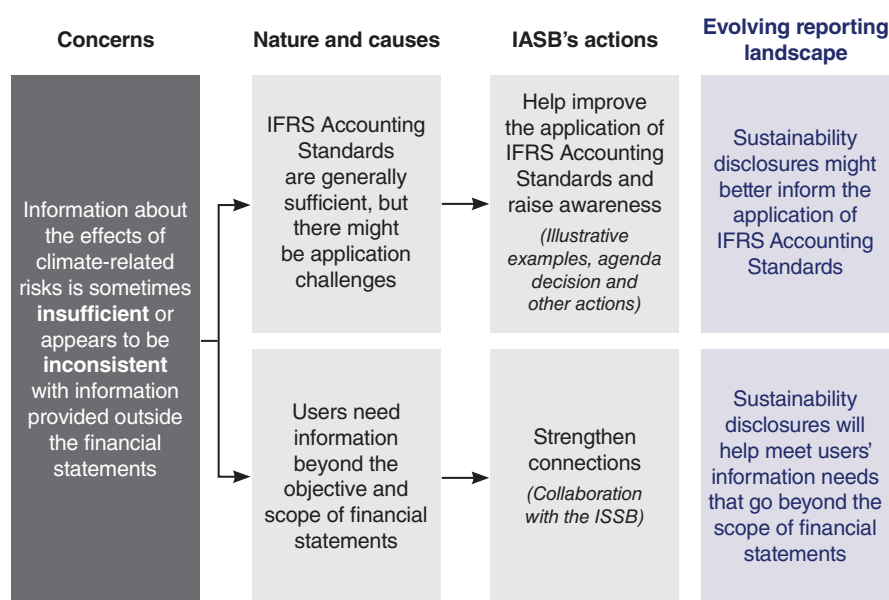 Concerns
Nature and causes
IASB’s actions
Evolving reporting
landscape
Information about
the effects of
climate-related
risks is sometimes
insufficient or
appears to be
inconsistent
with information
provided outside
the financial
statements
IFRS Accounting
Standards
are generally
sufficient, but
there might
be application
challenges
Help improve
the application of
IFRS Accounting
Standards and
raise awareness
(Illustrative
examples, agenda
decision and
other actions)
Sustainability
disclosures might
better inform the
application of
IFRS Accounting
Standards
Users need
information
beyond the
objective and
scope of financial
statements
Strengthen
connections
(Collaboration
with the ISSB)
Sustainability
disclosures will
help meet users’
information needs
that go beyond the
scope of financial
statements